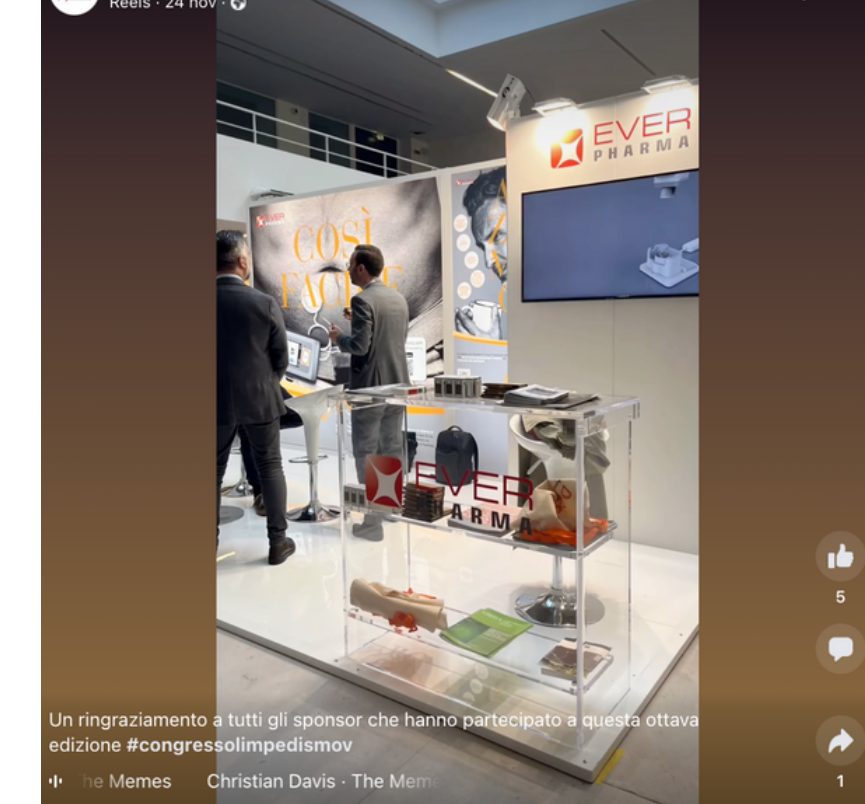 Reels · 24 nov ·
EVER
PHARMA
EVER
COSÌ
FACILE
EVER
PHARMA
5
Un ringraziamento a tutti gli sponsor che hanno partecipato a questa ottava
edizione #congressolimpedismov
he Memes Christian Davis · The Mem
1